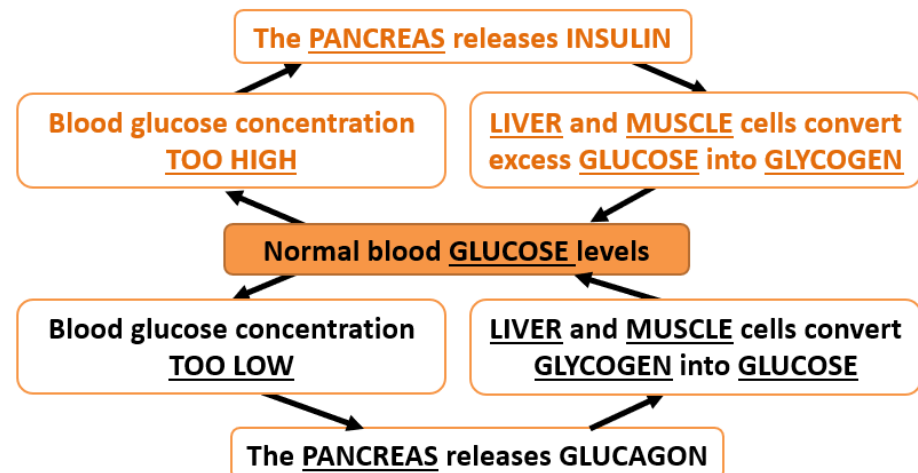 The PANCREAS releases INSULIN
Blood glucose concentration
TOO HIGH
LIVER and MUSCLE cells convert
excess GLUCOSE into GLYCOGEN
Normal blood GLUCOSE levels
Blood glucose concentration
TOO LOW
LIVER and MUSCLE cells convert
GLYCOGEN into GLUCOSE
The PANCREAS releases GLUCAGON